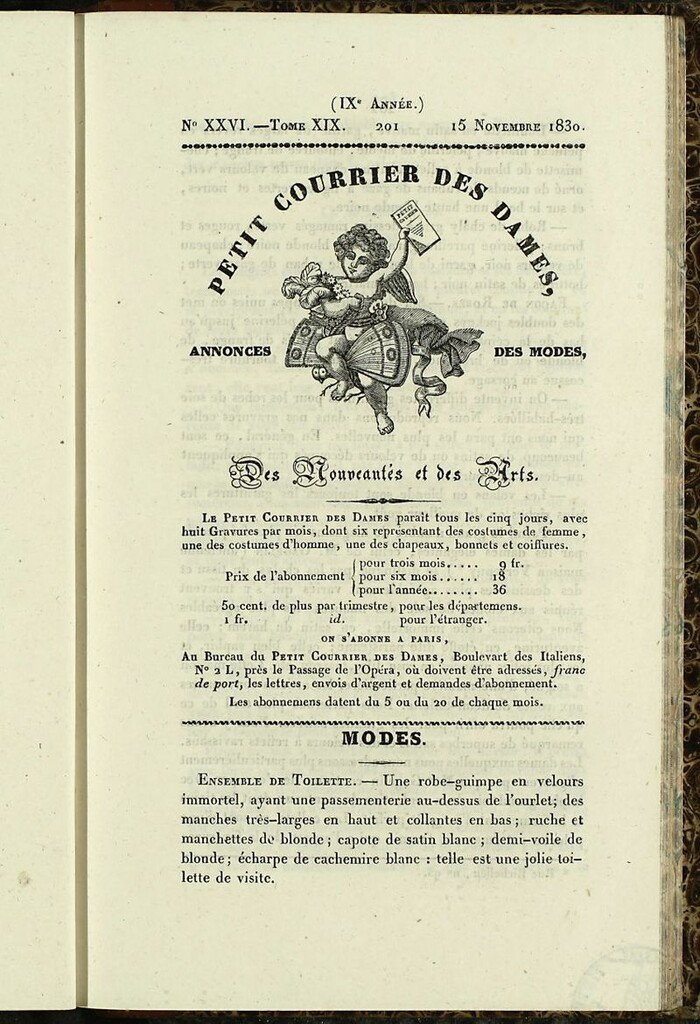 (IXe Année.)
No XXVI. — Tome XIX. 201 15 Novembre 1830.
PETIT COURRIER DES DAMES,
PETIT
COURRIER
ANNONCES DES MODES,
Des Nouveautés et des Arts.
Le Petit Courrier des Dames paraît tous les cinq jours, avec
huit Gravures par mois, dont six représentant des costumes de femme,
une des costumes d'homme, une des chapeaux, bonnets et coiffures.
Prix de l'abonnement
pour trois mois..... 9 fr.
pour six mois...... 18
pour l'année........ 36
50 cent. de plus par trimestre, pour les départemens.
1 fr. id. pour l'étranger.
ON S'ABONNE A PARIS,
Au Bureau du Petit Courrier des Dames, Boulevart des Italiens,
No 2 L, près le Passage de l'Opéra, où doivent être adressés, franc
de port, les lettres, envois d'argent et demandes d'abonnement.
Les abonnemens datent du 5 ou du 20 de chaque mois.
MODES.
Ensemble de Toilette. — Une robe-guimpe en velours
immortel, ayant une passementerie au-dessus de l'ourlet; des
manches très-larges en haut et collantes en bas; ruche et
manchettes de blonde; capote de satin blanc; demi-voile de
blonde; écharpe de cachemire blanc : telle est une jolie toi-
lette de visite.